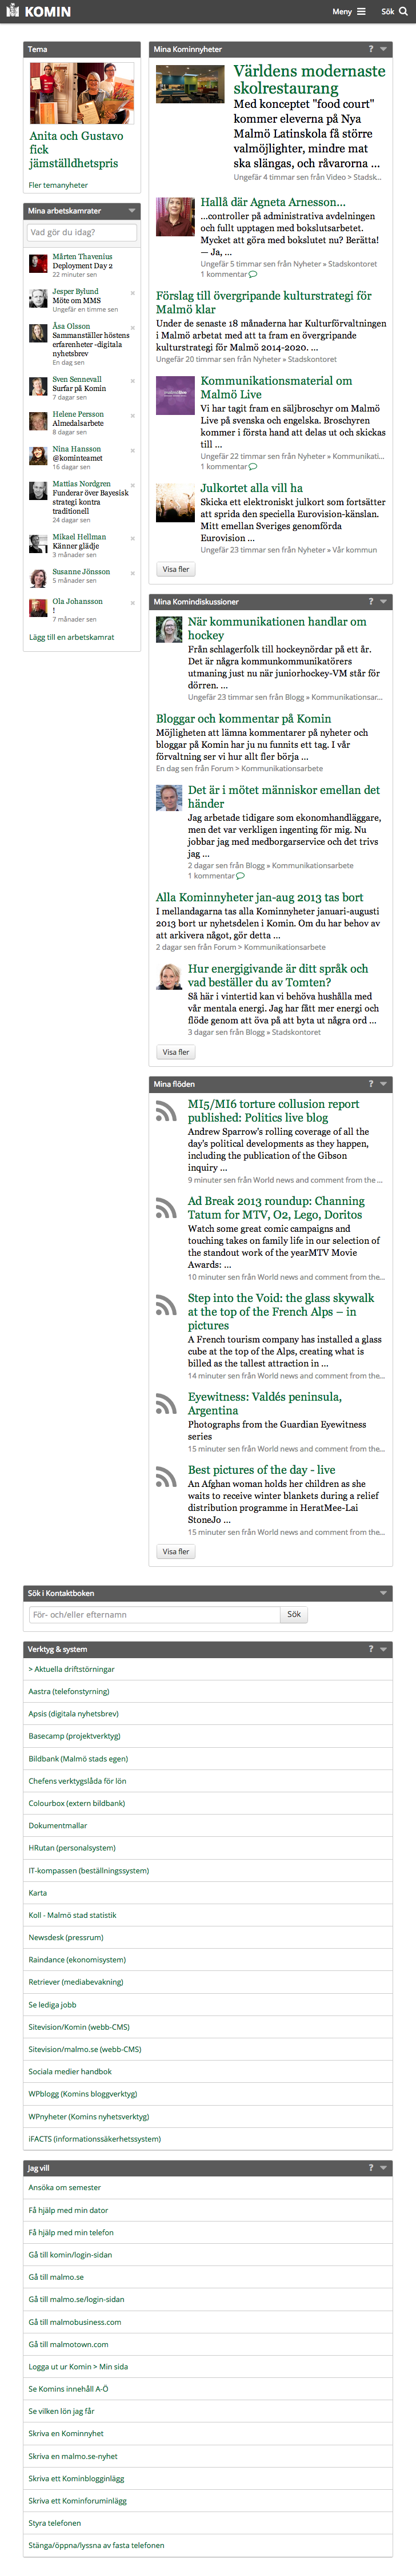 KOMIN
Meny
Sök
Tema
Anita och Gustavo
fick
jämställdhetspris
Fler temanyheter
Mina arbetskamrater
Vad gör du idag?
Mårten Thavenius
Deployment Day 2
22 minuter sen
Jesper Bylund
Möte om MMS
Ungefär en timme sen
Åsa Olsson
Sammanställer höstens
erfarenheter -digitala
nyhetsbrev
En dag sen
Sven Sennevall
Surfar på Komin
7 dagar sen
Helene Persson
Almedalsarbete
8 dagar sen
Nina Hansson
@kominteamet
16 dagar sen
Mattias Nordgren
Funderar över Bayesisk
strategi kontra
traditionell
24 dagar sen
Mikael Hellman
Känner glädje
3 månader sen
Susanne Jönsson
5 månader sen
Ola Johansson
!
7 månader sen
Lägg till en arbetskamrat
Mina Kominnyheter
?
Världens modernaste
skolrestaurang
Med konceptet "food court"
kommer eleverna på Nya
Malmö Latinskola få större
valmöjligher, mindre mat
ska slängas, och råvarorna ...
Ungefär 4 timmar sen från Video > Stadsk...
Hallå där Agneta Arnesson...
...controller på administrativa avdelningen
och fullt upptagen med bokslutsarbetet.
Mycket att göra med bokslutet nu? Berätta!
— Ja, ...
Ungefär 5 timmar sen från Nyheter » Stadskontoret
1 kommentar
Förslag till övergripande kulturstrategi för
Malmö klar
Under de senaste 18 månaderna har Kulturförvaltningen
i Malmö arbetat med att ta fram en övergripande
kulturstrategi för Malmö 2014-2020. ...
Ungefär 20 timmar sen från Nyheter » Stadskontoret
Kommunikationsmaterial om
Malmö Live
Vi har tagit fram en säljbroschyr om Malmö
Live på svenska och engelska. Broschyren
kommer i första hand att delas ut och skickas
till ...
Ungefär 22 timmar sen från Nyheter » Kommunikati...
1 kommentar
Julkortet alla vill ha
Skicka ett elektroniskt julkort som fortsätter
att sprida den speciella Eurovision-känslan.
Mitt emellan Sveriges genomförda
Eurovision ...
Ungefär 23 timmar sen från Nyheter » Vår kommun
Visa fler
Mina Komindiskussioner
?
När kommunikationen handlar om
hockey
Från schlagerfolk till hockeynördar på ett år.
Det är några kommunkommunikatörers
utmaning just nu när juniorhockey-VM står för
dörren. ...
Ungefär 23 timmar sen från Blogg » Kommunikationsar...
Bloggar och kommentar på Komin
Möjligheten att lämna kommentarer på nyheter och
bloggar på Komin har ju nu funnits ett tag. I vår
förvaltning ser vi hur allt fler börja ...
En dag sen från Forum > Kommunikationsarbete
Det är i mötet människor emellan det
händer
Jag arbetade tidigare som ekonomhandläggare,
men det var verkligen ingenting för mig. Nu
jobbar jag med medborgarservice och det trivs
jag ...
2 dagar sen från Blogg » Kommunikationsarbete
1 kommentar
Alla Kominnyheter jan-aug 2013 tas bort
I mellandagarna tas alla Kominnyheter januari-augusti
2013 bort ur nyhetsdelen i Komin. Om du har behov av
att arkivera något, gör detta ...
2 dagar sen från Forum > Kommunikationsarbete
Hur energigivande är ditt språk och
vad beställer du av Tomten?
Så här i vintertid kan vi behöva hushålla med
vår mentala energi. Jag har fått mer energi och
flöde genom att öva på att byta ut några ord ...
3 dagar sen från Blogg » Stadskontoret
Visa fler
Mina flöden
?
MI5/MI6 torture collusion report
published: Politics live blog
Andrew Sparrow's rolling coverage of all the
day's political developments as they happen,
including the publication of the Gibson
inquiry ...
9 minuter sen från World news and comment from the ...
Ad Break 2013 roundup: Channing
Tatum for MTV, O2, Lego, Doritos
Watch some great comic campaigns and
touching takes on family life in our selection of
the standout work of the yearMTV Movie
Awards: ...
10 minuter sen från World news and comment from the...
Step into the Void: the glass skywalk
at the top of the French Alps – in
pictures
A French tourism company has installed a glass
cube at the top of the Alps, creating what is
billed as the tallest attraction in ...
14 minuter sen från World news and comment from the...
Eyewitness: Valdés peninsula,
Argentina
Photographs from the Guardian Eyewitness
series
15 minuter sen från World news and comment from the...
Best pictures of the day - live
An Afghan woman holds her children as she
waits to receive winter blankets during a relief
distribution programme in HeratMee-Lai
StoneJo ...
15 minuter sen från World news and comment from the...
Visa fler
Sök i Kontaktboken
För- och/eller efternamn
Sök
Verktyg & system
?
> Aktuella driftstörningar
Aastra (telefonstyrning)
Apsis (digitala nyhetsbrev)
Basecamp (projektverktyg)
Bildbank (Malmö stads egen)
Chefens verktygslåda för lön
Colourbox (extern bildbank)
Dokumentmallar
HRutan (personalsystem)
IT-kompassen (beställningssystem)
Karta
Koll - Malmö stad statistik
Newsdesk (pressrum)
Raindance (ekonomisystem)
Retriever (mediabevakning)
Se lediga jobb
Sitevision/Komin (webb-CMS)
Sitevision/malmo.se (webb-CMS)
Sociala medier handbok
WPblogg (Komins bloggverktyg)
WPnyheter (Komins nyhetsverktyg)
iFACTS (informationssäkerhetssystem)
Jag vill
?
Ansöka om semester
Få hjälp med min dator
Få hjälp med min telefon
Gå till komin/login-sidan
Gå till malmo.se
Gå till malmo.se/login-sidan
Gå till malmobusiness.com
Gå till malmotown.com
Logga ut ur Komin > Min sida
Se Komins innehåll A-Ö
Se vilken lön jag får
Skriva en Kominnyhet
Skriva en malmo.se-nyhet
Skriva ett Kominblogginlägg
Skriva ett Kominforuminlägg
Styra telefonen
Stänga/öppna/lyssna av fasta telefonen